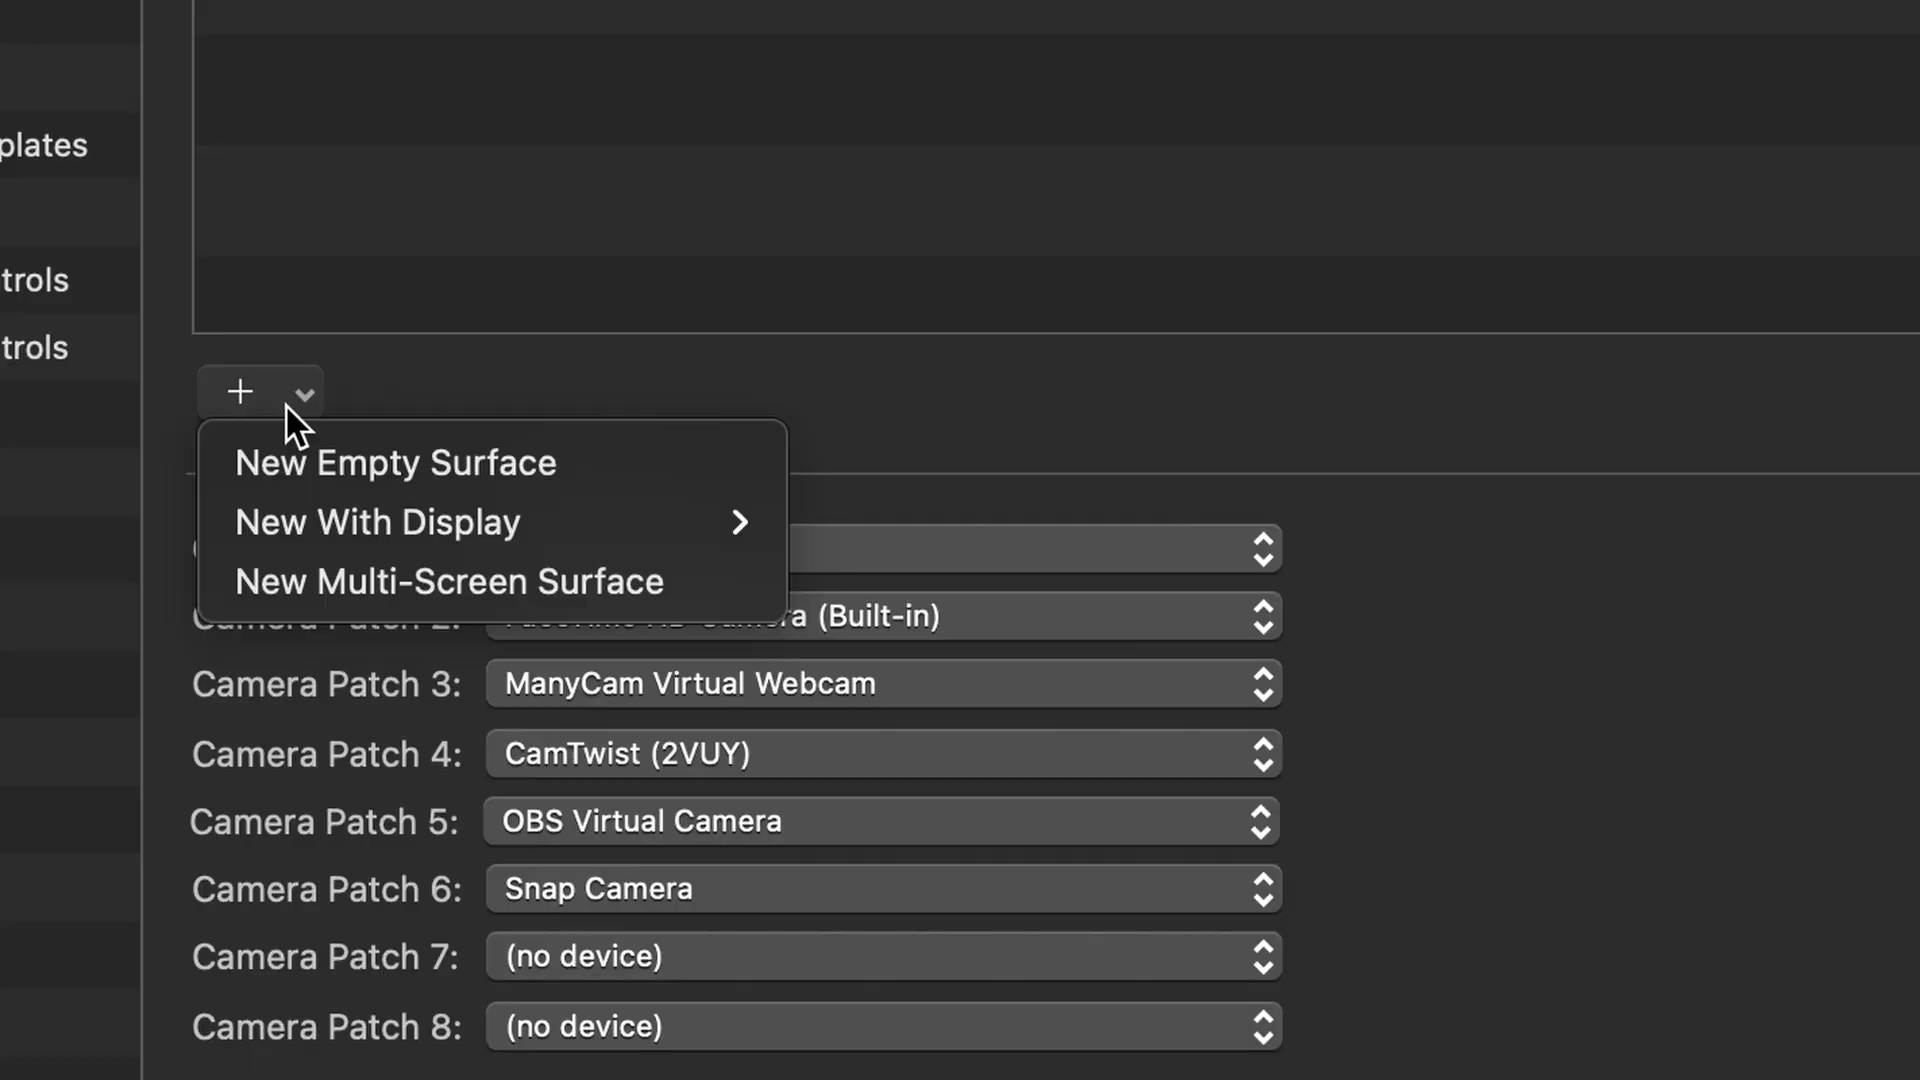 plates
trols
trols
New Empty Surface
New With Display
New Multi-Screen Surface
(Built-in)
Camera Patch 3: ManyCam Virtual Webcam
Camera Patch 4: CamTwist (2VUY)
Camera Patch 5: OBS Virtual Camera
Camera Patch 6: Snap Camera
Camera Patch 7: (no device)
Camera Patch 8: (no device)